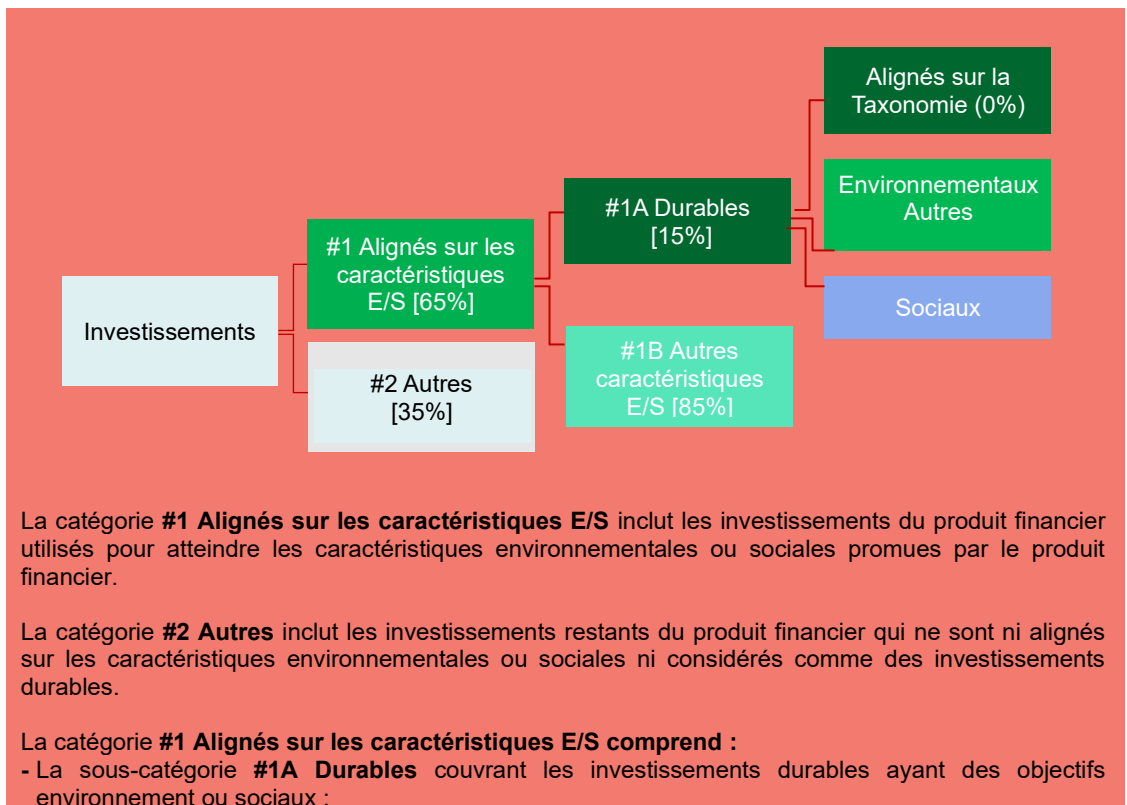 Alignés sur la
Taxonomie (0%)
Environnementaux
Autres
#1A Durables
[15%]
#1 Alignés sur les
caractéristiques
E/S [65%]
Sociaux
Investissements
#1B Autres
caractéristiques
E/S [85%]
#2 Autres
[35%]
La catégorie #1 Alignés sur les caractéristiques E/S inclut les investissements du produit financier
utilisés pour atteindre les caractéristiques environnementales ou sociales promues par le produit
financier.
La catégorie #2 Autres inclut les investissements restants du produit financier qui ne sont ni alignés
sur les caractéristiques environnementales ou sociales ni considérés comme des investissements
durables.
La catégorie #1 Alignés sur les caractéristiques E/S comprend :
- La sous-catégorie #1A Durables couvrant les investissements durables ayant des objectifs
environnement ou sociaux ;